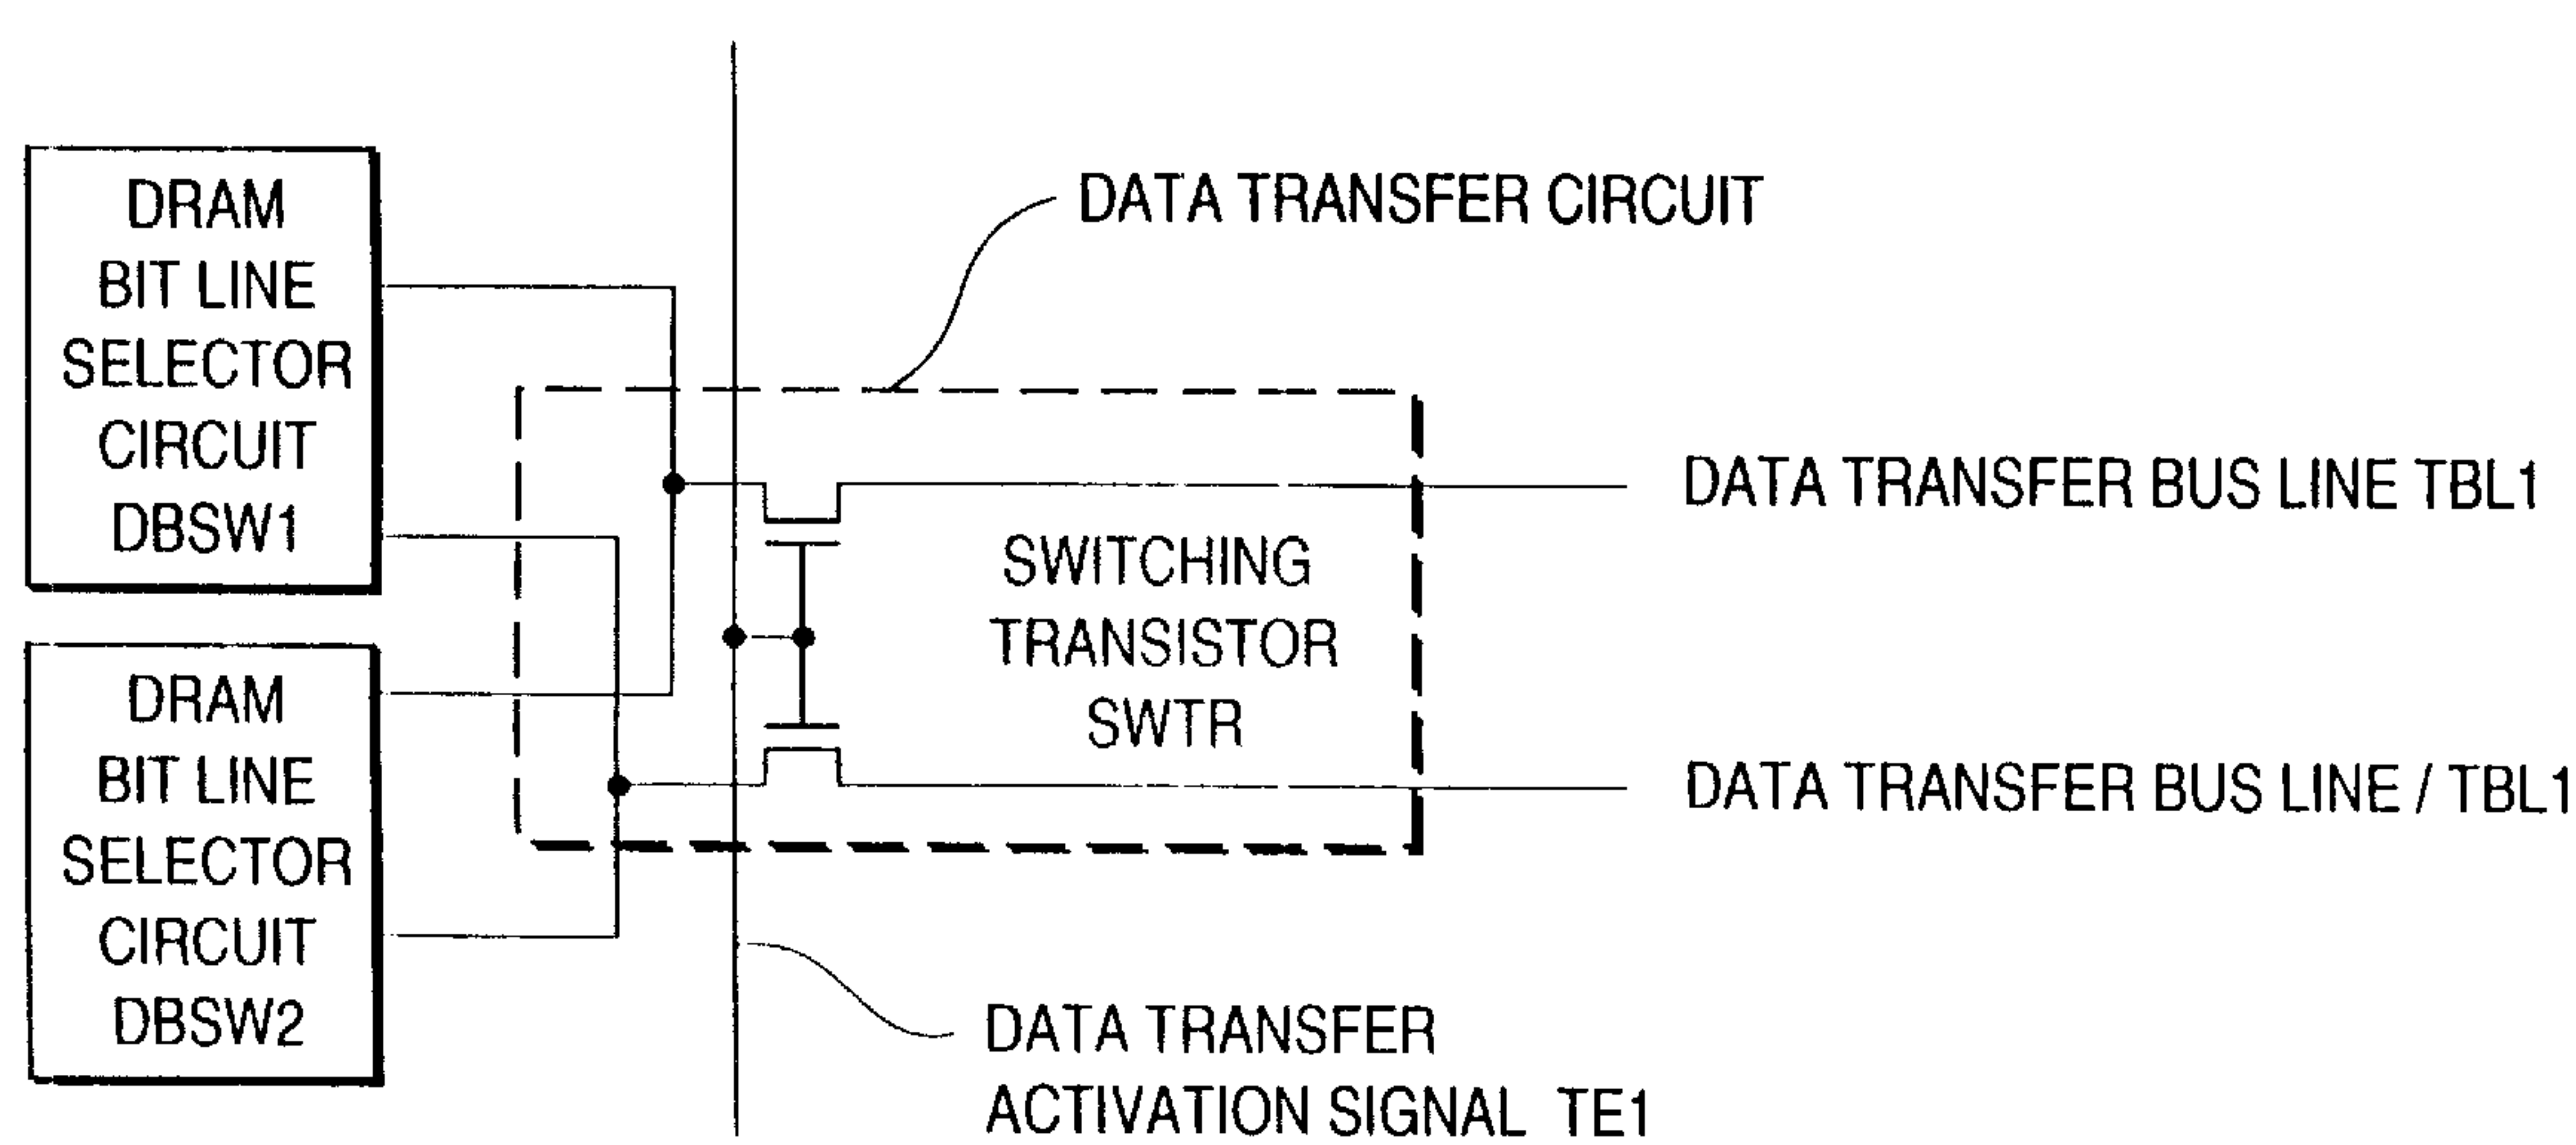 DRAM
BIT LINE
SELECTOR
CIRCUIT
DBSW1
DATA TRANSFER CIRCUIT
DATA TRANSFER BUS LINE TBL1
SWITCHING
TRANSISTOR
SWTR
DRAM
BIT LINE
SELECTOR
CIRCUIT
DBSW2
DATA TRANSFER BUS LINE / TBL1
DATA TRANSFER
ACTIVATION SIGNAL TE1